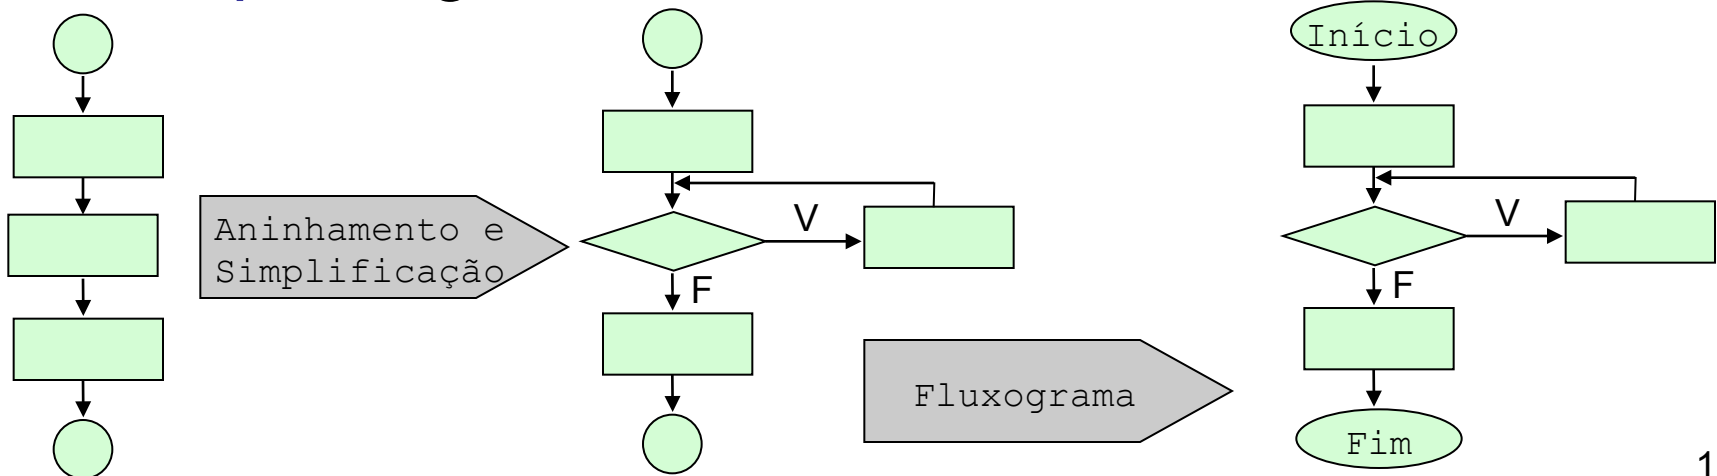 Início
V
V
Aninhamento e
Simplificação
F
F
Fluxograma
Fim
1